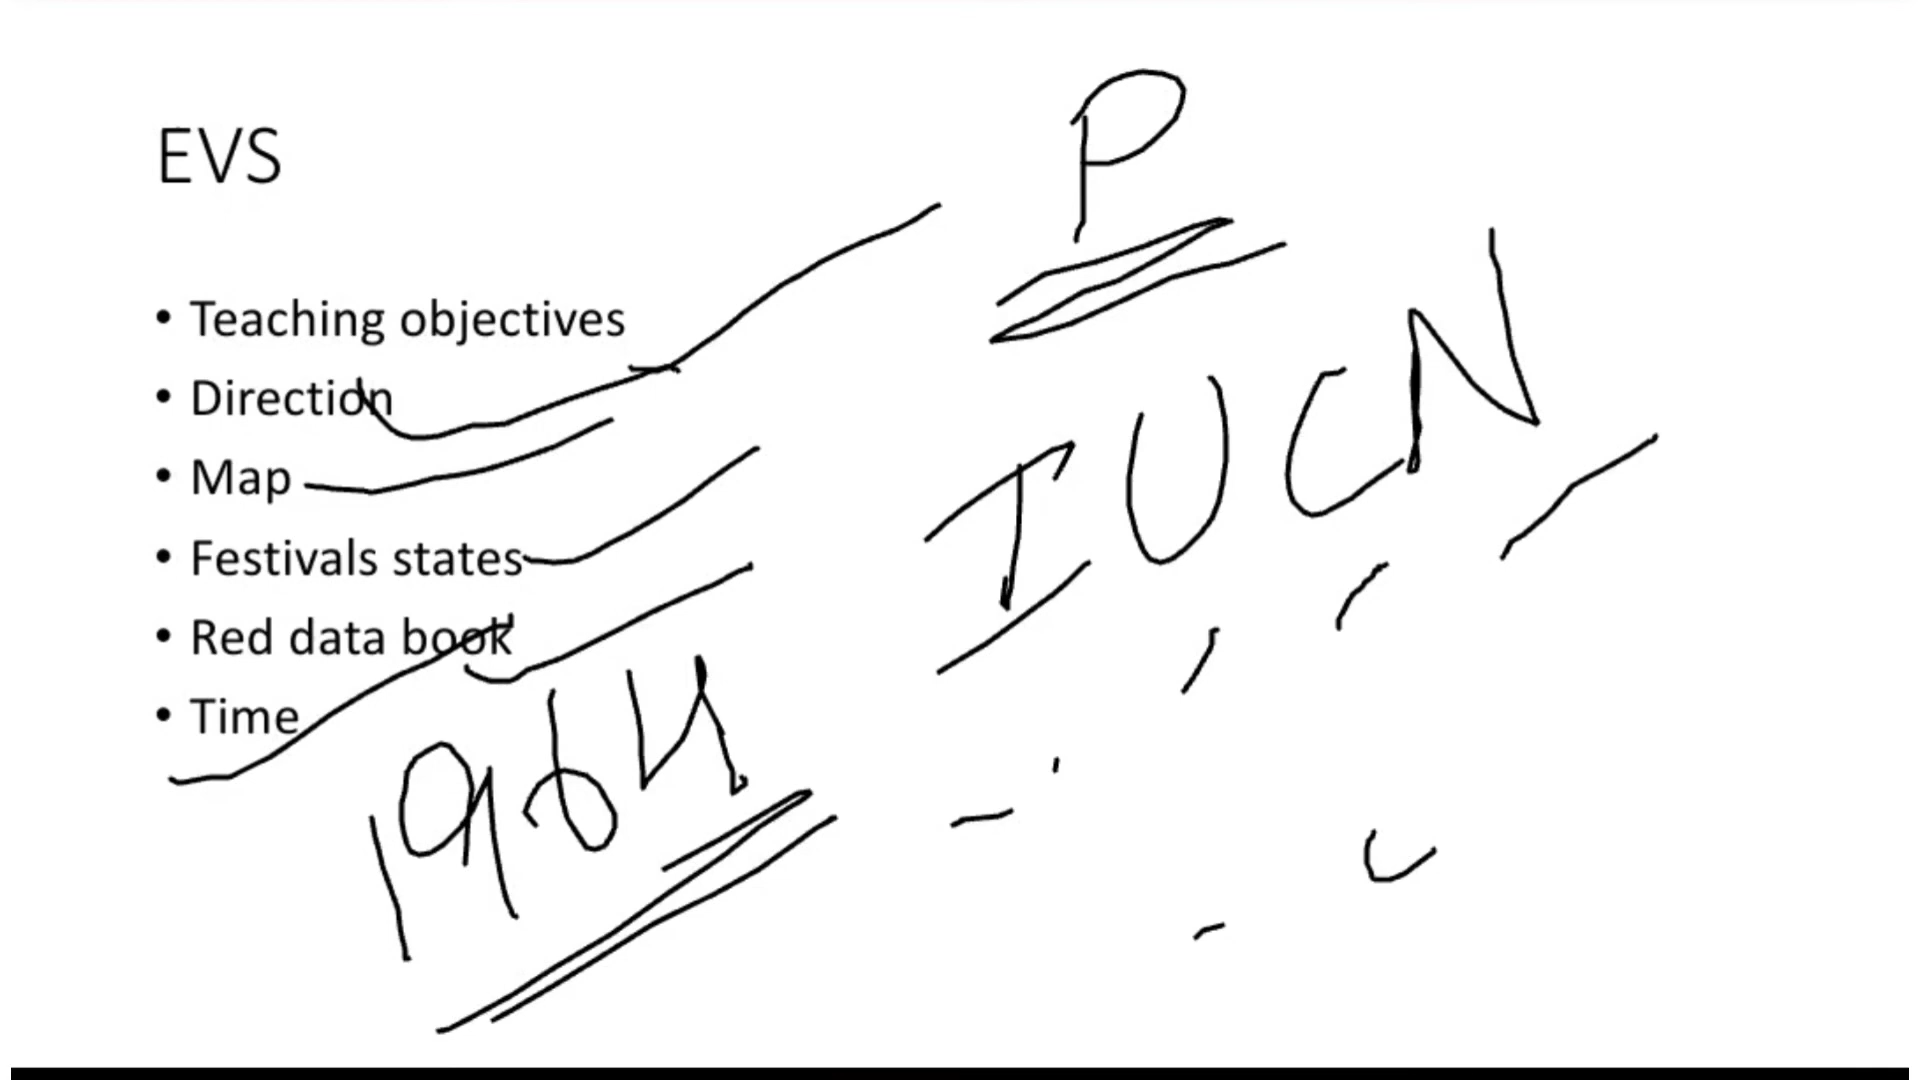 EVS
P
• Teaching objectives
• Direction
• Map
• Festivals states
• Red data book
• Time
IUCN
1964